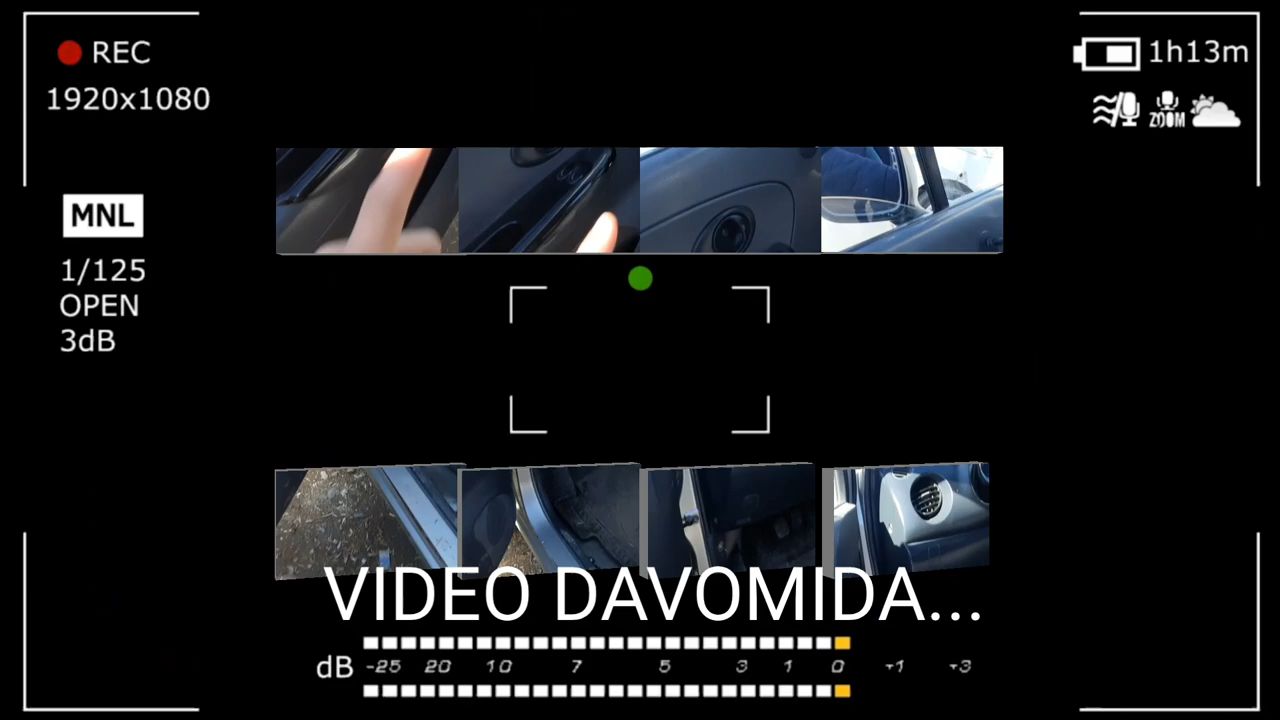 REC
1h13m
1920x1080
ZOOM
MNL
1/125
OPEN
3dB
VIDEO DAVOMIDA...
dB -25 20 10 7 5 3 1 0 +1 +3